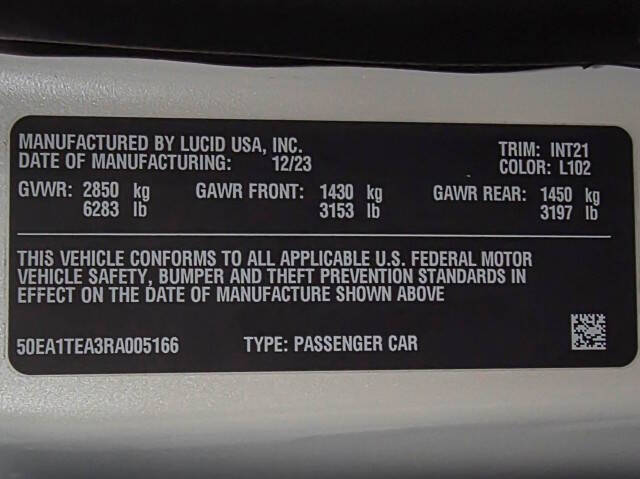 MANUFACTURED BY LUCID USA, INC.
DATE OF MANUFACTURING: 12/23
TRIM: INT21
COLOR: L102
GVWR: 2850 kg GAWR FRONT: 1430 kg GAWR REAR: 1450 kg
6283 lb 3153 lb 3197 lb
THIS VEHICLE CONFORMS TO ALL APPLICABLE U.S. FEDERAL MOTOR
VEHICLE SAFETY, BUMPER AND THEFT PREVENTION STANDARDS IN
EFFECT ON THE DATE OF MANUFACTURE SHOWN ABOVE
50EA1TEA3RA005166 TYPE: PASSENGER CAR